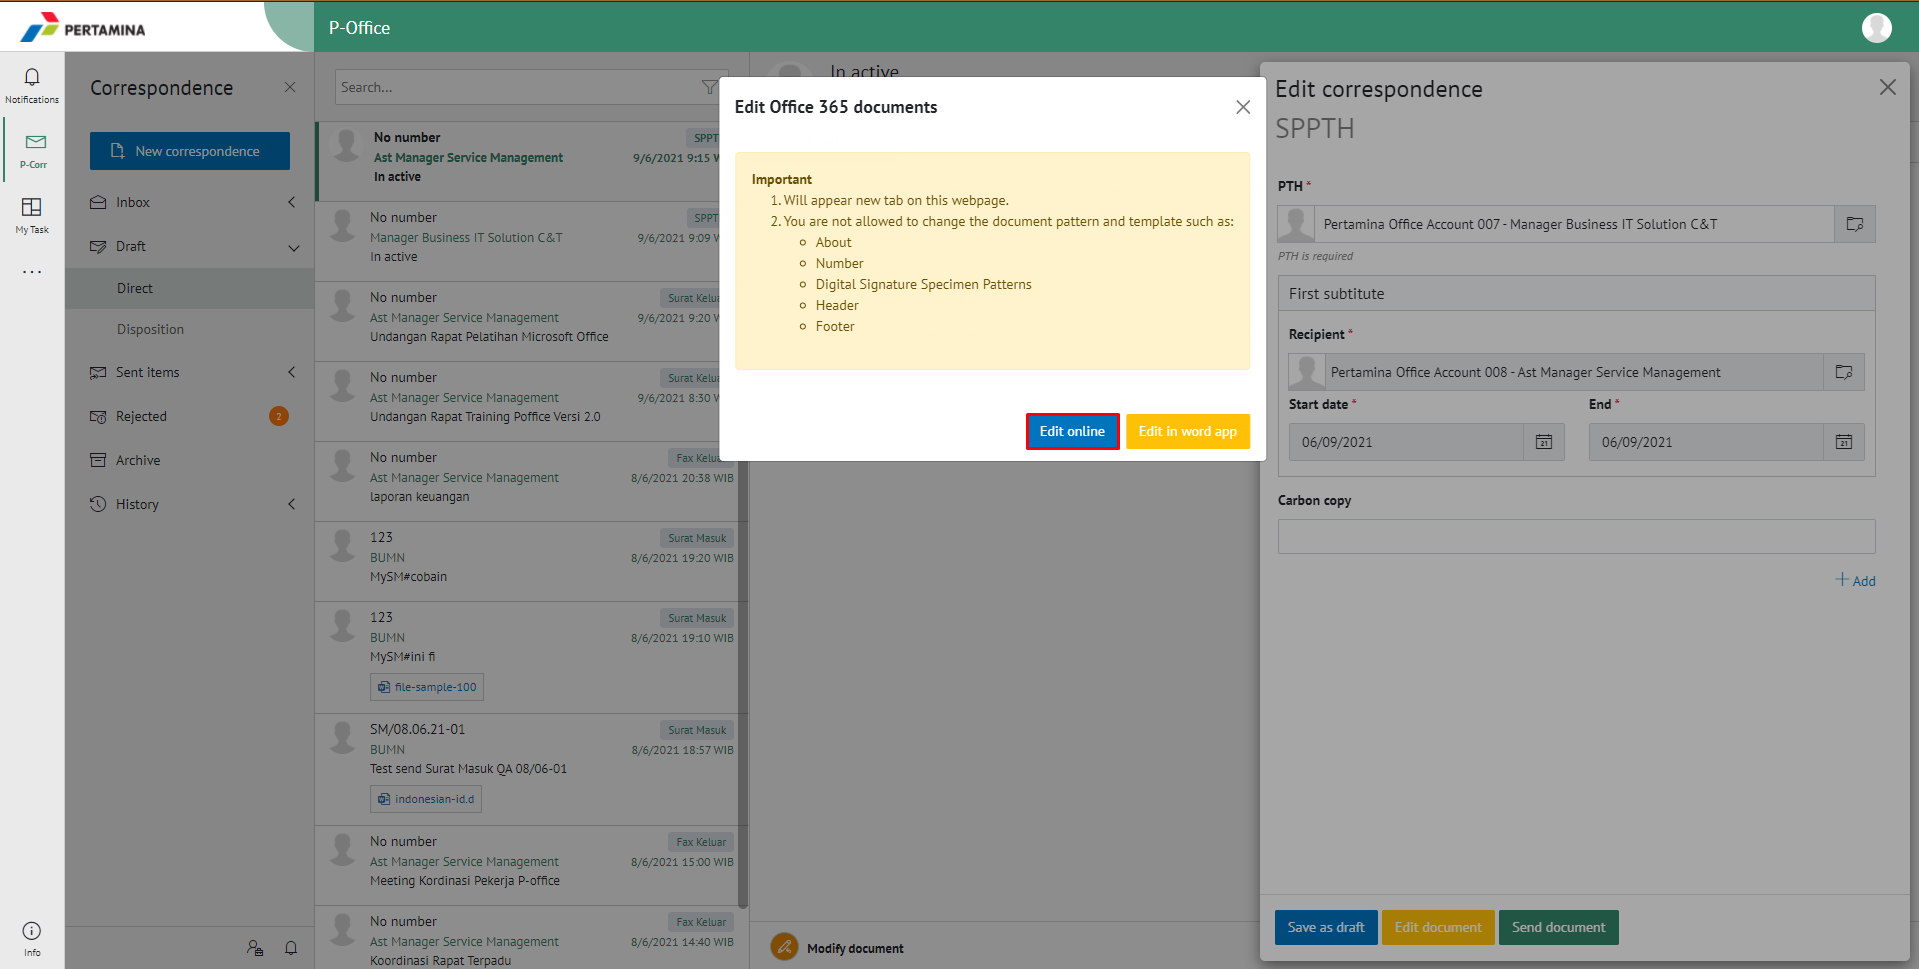 PERTAMINA
P-Office
Notifications
P-Corr
My Task
Info
Correspondence
New correspondence
Inbox
Draft
Direct
Disposition
Sent items
Rejected 2
Archive
History
Search...
No number SPPT
Ast Manager Service Management 9/6/2021 9:15 W
In active
No number SPPT
Manager Business IT Solution C&T 9/6/2021 9:09 W
In active
No number Surat Kelua
Ast Manager Service Management 9/6/2021 9:20 W
Undangan Rapat Pelatihan Microsoft Office
No number Surat Kelua
Ast Manager Service Management 9/6/2021 8:30 W
Undangan Rapat Training Poffice Versi 2.0
No number Fax Kelua
Ast Manager Service Management 8/6/2021 20:38 WIB
laporan keuangan
123 Surat Masuk
BUMN 8/6/2021 19:20 WIB
MySM#cobain
123 Surat Masuk
BUMN 8/6/2021 19:10 WIB
MySM#ini fi
file-sample-100
SM/08.06.21-01 Surat Masuk
BUMN 8/6/2021 18:57 WIB
Test send Surat Masuk QA 08/06-01
indonesian-id.d
No number Fax Keluar
Ast Manager Service Management 8/6/2021 15:00 WIB
Meeting Kordinasi Pekerja P-office
No number Fax Keluar
Ast Manager Service Management 8/6/2021 14:40 WIB
Koordinasi Rapat Terpadu
In active
Modify document
Edit Office 365 documents
Important
1. Will appear new tab on this webpage.
2. You are not allowed to change the document pattern and template such as:
About
Number
Digital Signature Specimen Patterns
Header
Footer
Edit online Edit in word app
Edit correspondence
SPPTH
PTH *
Pertamina Office Account 007 - Manager Business IT Solution C&T
PTH is required
First subtitute
Recipient *
Pertamina Office Account 008 - Ast Manager Service Management
Start date * End *
06/09/2021 21 06/09/2021 21
Carbon copy
+ Add
Save as draft Edit document Send document